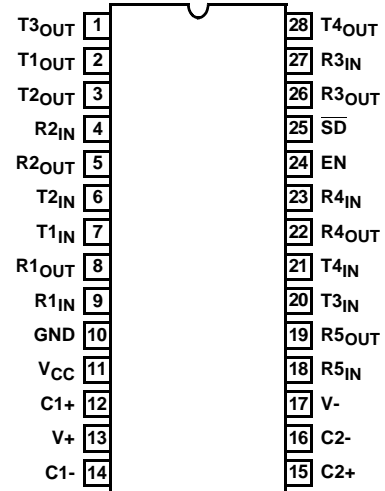 T3OUT 1 28 T4OUT
T1OUT 2 27 R3IN
T2OUT 3 26 R3OUT
R2IN 4 25 S̅D̅
R2OUT 5 24 EN
T2IN 6 23 R4IN
T1IN 7 22 R4OUT
R1OUT 8 21 T4IN
R1IN 9 20 T3IN
GND 10 19 R5OUT
VCC 11 18 R5IN
C1+ 12 17 V-
V+ 13 16 C2-
C1- 14 15 C2+